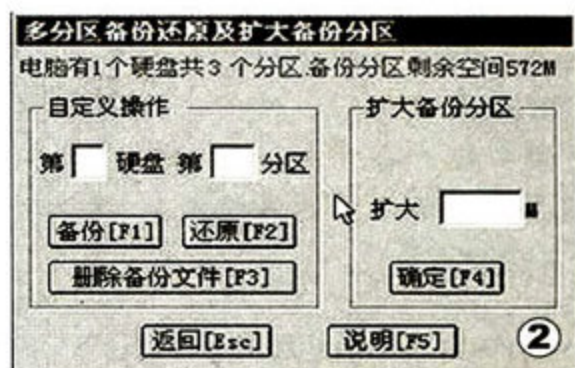 多分区备份还原及扩大备份分区
电脑有1个硬盘共3 个分区.备份分区剩余空间572M
自定义操作
第 硬盘 第 分区
备份[F1] 还原[F2]
删除备份文件[F3]
扩大备份分区
扩大 M
确定[F4]
返回[Esc] 说明[F5]
②